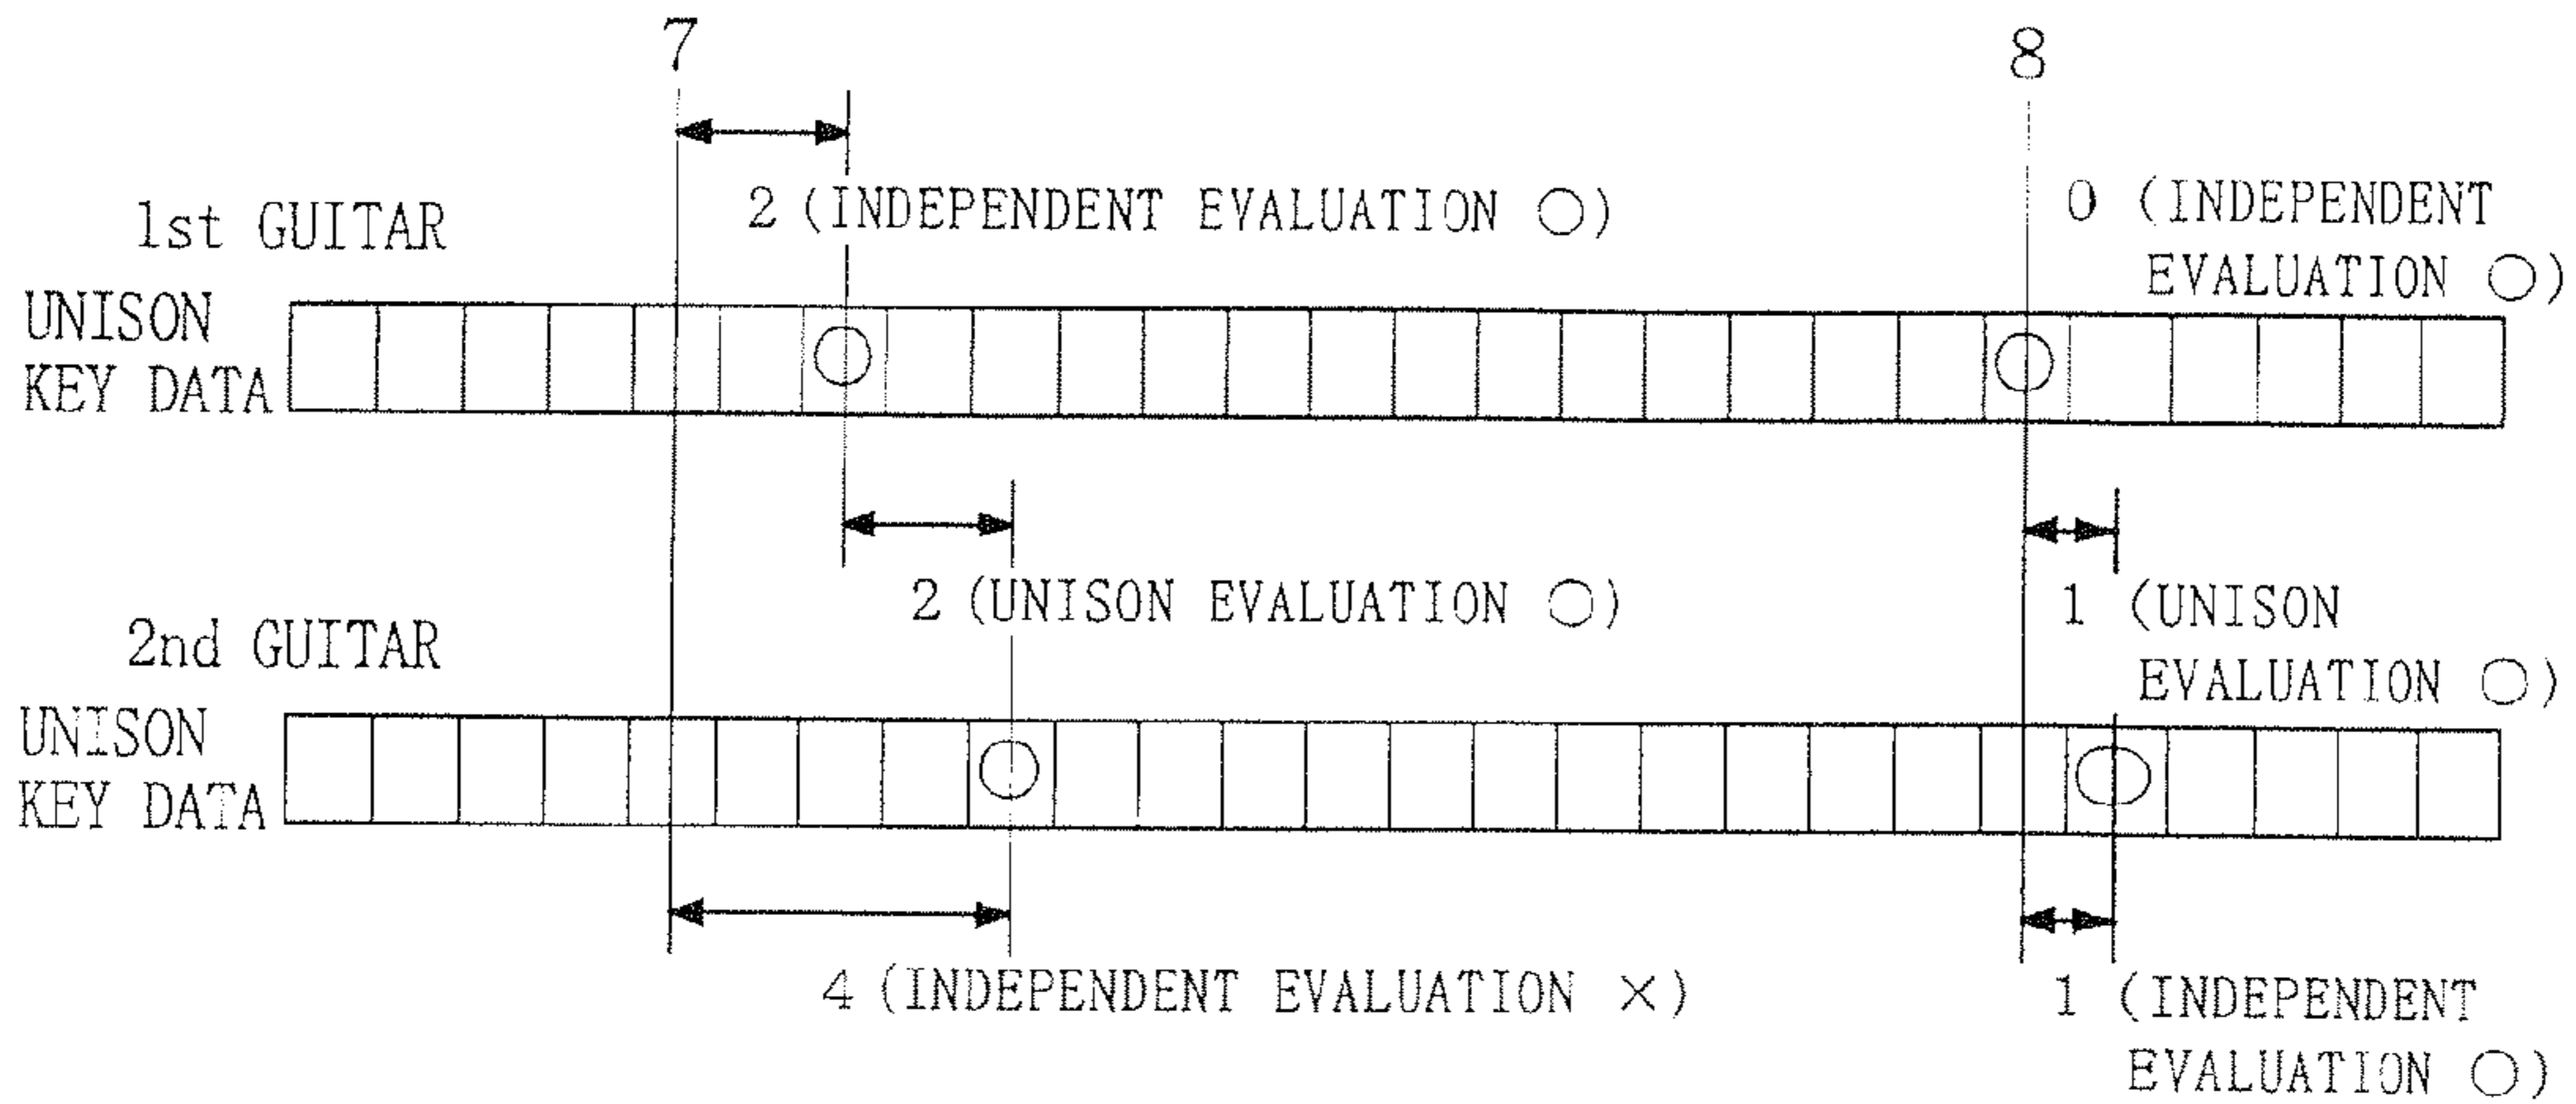 7
8
1st GUITAR
2 (INDEPENDENT EVALUATION ○)
0 (INDEPENDENT
EVALUATION ○)
UNISON
KEY DATA
2 (UNISON EVALUATION ○)
1 (UNISON
EVALUATION ○)
2nd GUITAR
UNISON
KEY DATA
4 (INDEPENDENT EVALUATION ×)
1 (INDEPENDENT
EVALUATION ○)